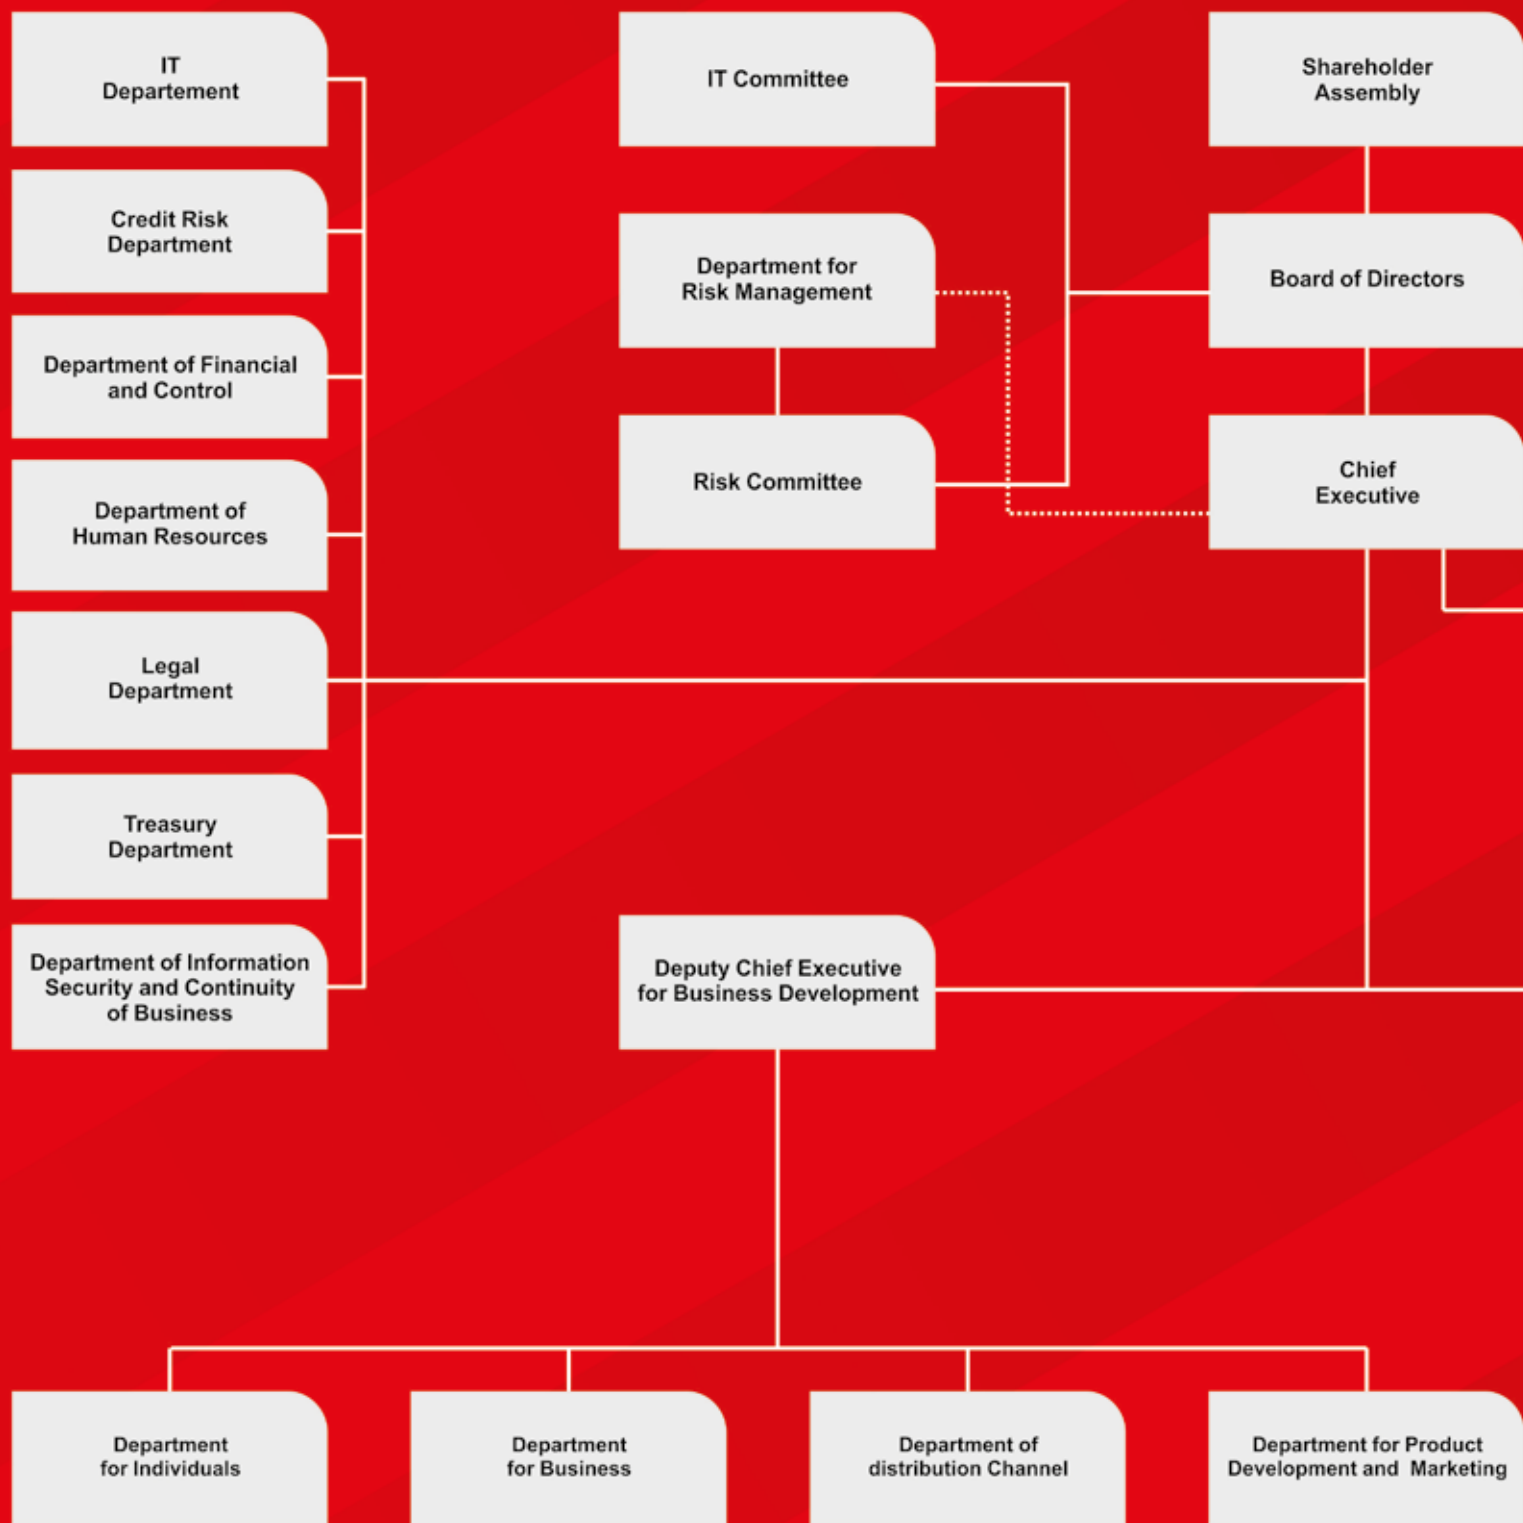 IT
Departement
IT Committee
Shareholder
Assembly
Credit Risk
Department
Department for
Risk Management
Board of Directors
Department of Financial
and Control
Risk Committee
Chief
Executive
Department of
Human Resources
Legal
Department
Treasury
Department
Department of Information
Security and Continuity
of Business
Deputy Chief Executive
for Business Development
Department
for Individuals
Department
for Business
Department of
distribution Channel
Department for Product
Development and  Marketing